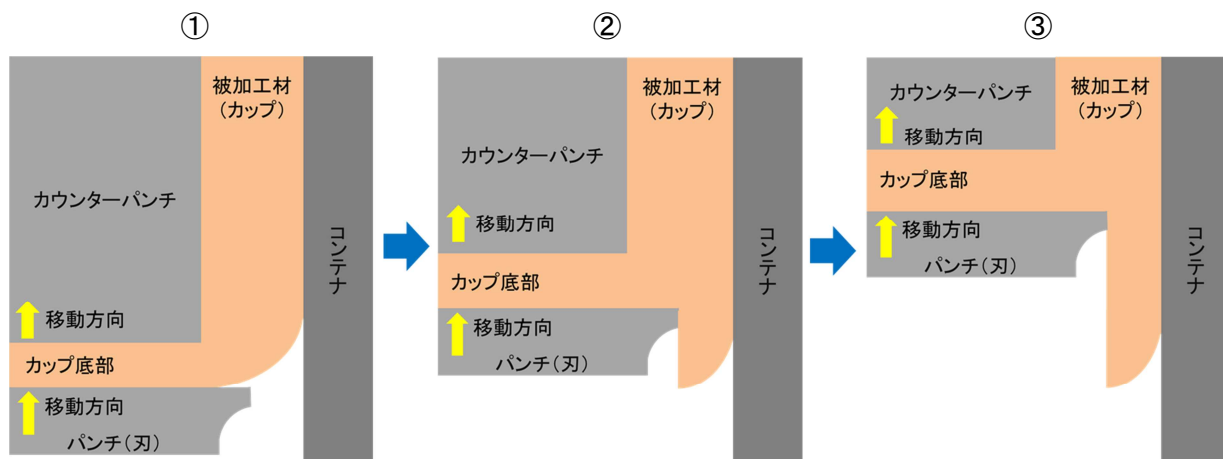 ①
②
③
被加工材
(カップ)
カウンターパンチ
移動方向
カップ底部
移動方向
パンチ(刃)
コンテナ
被加工材
(カップ)
カウンターパンチ
移動方向
カップ底部
移動方向
パンチ(刃)
コンテナ
被加工材
(カップ)
カウンターパンチ
移動方向
カップ底部
移動方向
パンチ(刃)
コンテナ